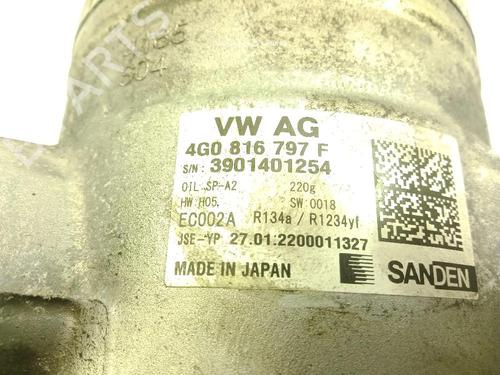 VW AG
4G0 816 797 F
S/N: 3901401254
OIL SP-A2 220g
HW: H05. SW: 0018
EC002A R134a / R1234yf
JSE-YP 27.01:2200011327
MADE IN JAPAN SANDEN